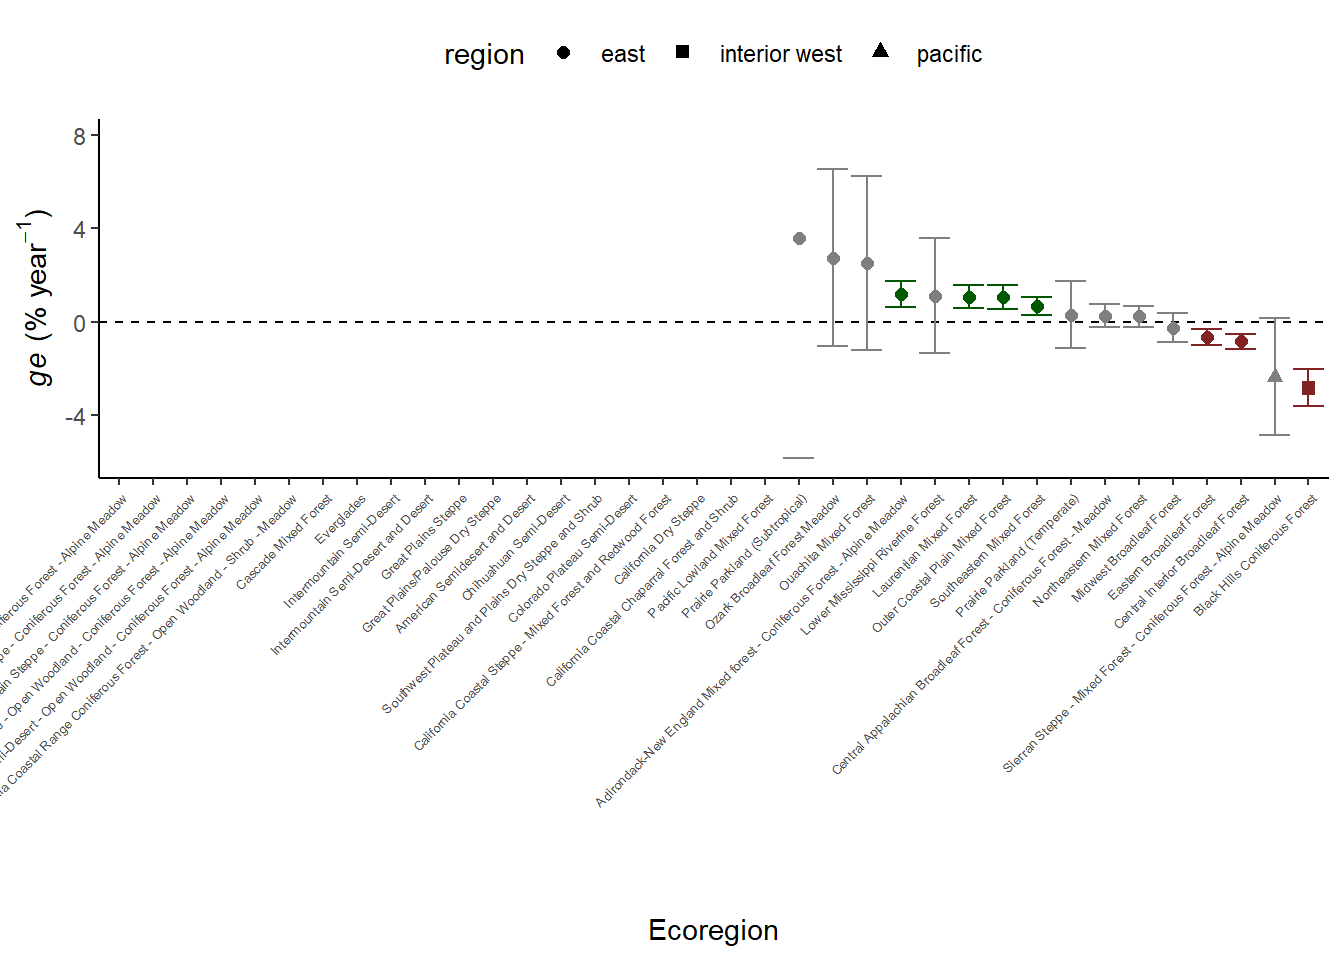 region east interior west pacific
8
4
0
-4
ge (% year⁻¹)
Forest - Alpine Meadow
- Coniferous Forest - Alpine Meadow
Steppe - Coniferous Forest - Alpine Meadow
- Open Woodland - Coniferous Forest - Alpine Meadow
- Open Woodland - Coniferous Forest - Alpine Meadow
Coastal Range Coniferous Forest - Open Woodland - Shrub - Meadow
Cascade Mixed Forest
Everglades
Intermountain Semi-Desert
Intermountain Semi-Desert and Desert
Great Plains Steppe
Great Plains/Palouse Dry Steppe
American Semidesert and Desert
Chihuahuan Semi-Desert
Southwest Plateau and Plains Dry Steppe and Shrub
Colorado Plateau Semi-Desert
California Coastal Steppe - Mixed Forest and Redwood Forest
California Dry Steppe
California Coastal Chaparral Forest and Shrub
Pacific Lowland Mixed Forest
Prairie Parkland (Subtropical)
Ozark Broadleaf Forest Meadow
Ouachita Mixed Forest
Adirondack-New England Mixed forest - Coniferous Forest - Alpine Meadow
Lower Mississippi Riverine Forest
Laurentian Mixed Forest
Outer Coastal Plain Mixed Forest
Southeastern Mixed Forest
Prairie Parkland (Temperate)
Central Appalachian Broadleaf Forest - Coniferous Forest - Meadow
Northeastern Mixed Forest
Midwest Broadleaf Forest
Eastern Broadleaf Forest
Central Interior Broadleaf Forest
Sierran Steppe - Mixed Forest - Coniferous Forest - Alpine Meadow
Black Hills Coniferous Forest
Ecoregion